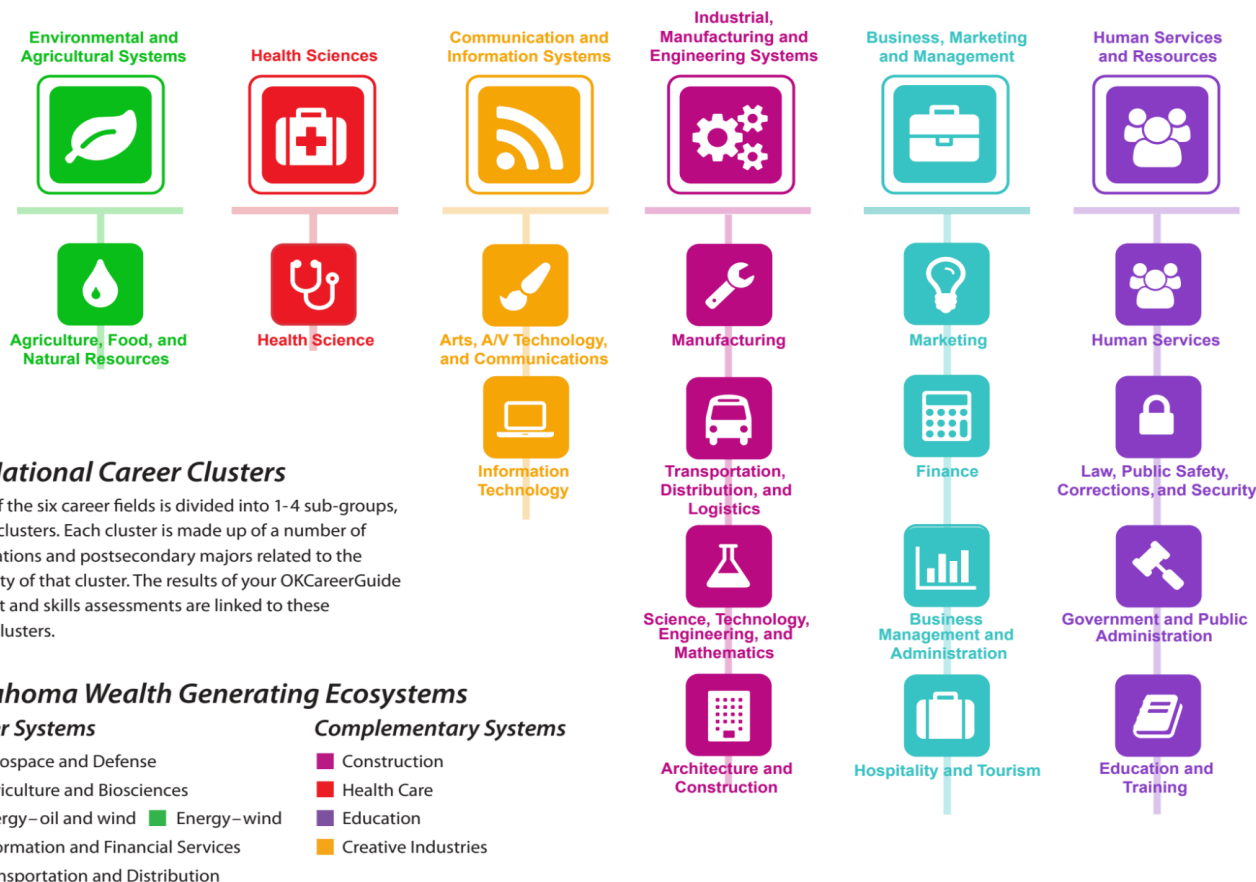 Environmental and
Agricultural Systems
Health Sciences
Communication and
Information Systems
Industrial,
Manufacturing and
Engineering Systems
Business, Marketing
and Management
Human Services
and Resources
Agriculture, Food, and
Natural Resources
Health Science
Arts, A/V Technology,
and Communications
Information
Technology
Manufacturing
Transportation,
Distribution, and
Logistics
Science, Technology,
Engineering, and
Mathematics
Architecture and
Construction
Marketing
Finance
Business
Management and
Administration
Hospitality and Tourism
Human Services
Law, Public Safety,
Corrections, and Security
Government and Public
Administration
Education and
Training
National Career Clusters
f the six career fields is divided into 1-4 sub-groups,
clusters. Each cluster is made up of a number of
ations and postsecondary majors related to the
ty of that cluster. The results of your OKCareerGuide
t and skills assessments are linked to these
lusters.
ahoma Wealth Generating Ecosystems
er Systems
ospace and Defense
riculture and Biosciences
ergy–oil and wind Energy–wind
ormation and Financial Services
nsportation and Distribution
Complementary Systems
Construction
Health Care
Education
Creative Industries